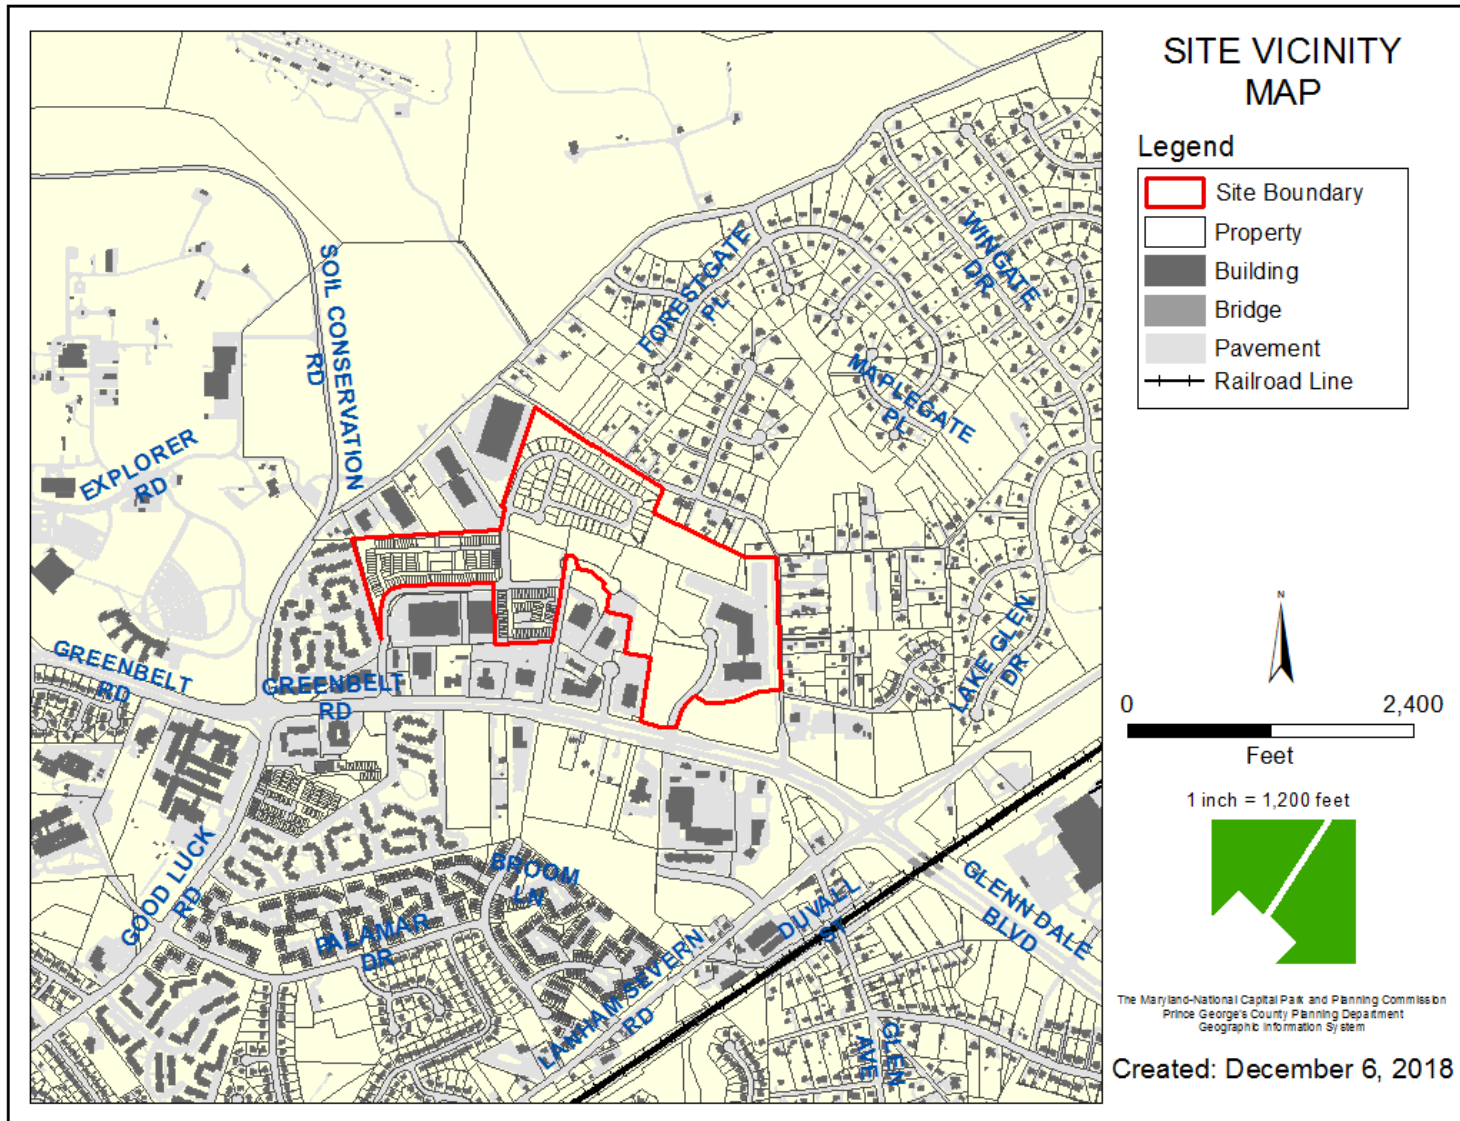 SITE VICINITY
MAP
Legend
Site Boundary
Property
Building
Bridge
Pavement
Railroad Line
N
0
2,400
Feet
1 inch = 1,200 feet
The Maryland-National Capital Park and Planning Commission
Prince George's County Planning Department
Geographic Information System
Created: December 6, 2018
SOIL CONSERVATION
RD
FORESTGATE
PL
WINGATE
DR
MAPLEGATE
PL
EXPLORER
RD
GREENBELT
RD
GREENBELT
RD
LAKE GLEN
DR
GOOD LUCK
RD
BROOM
LN
PALAMAR
DR
LANHAM SEVERN
RD
DUVALL
ST
GLENN DALE
BLVD
GLEN
AVE